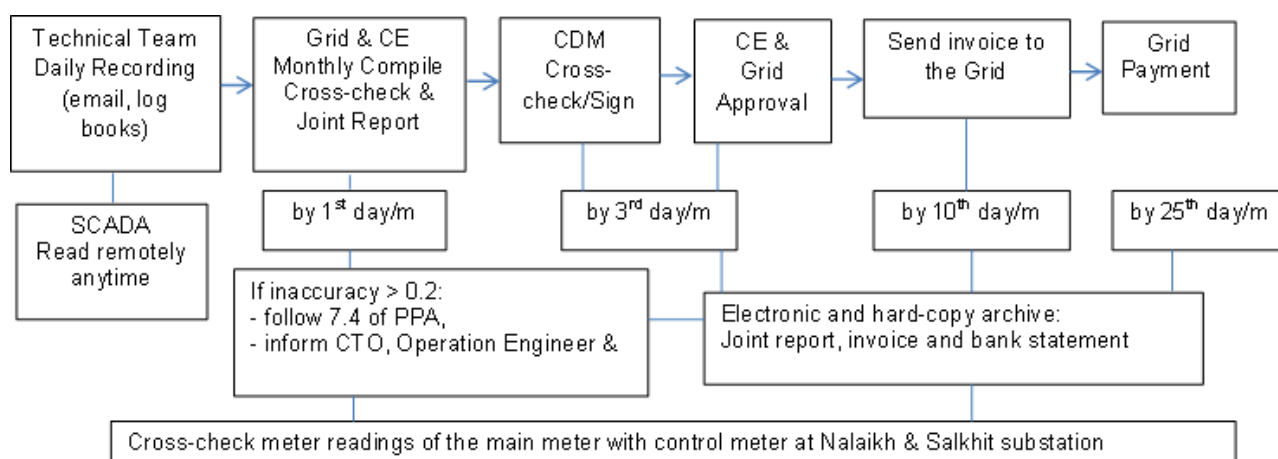 Technical Team
Daily Recording
(email, log
books)
Grid & CE
Monthly Compile
Cross-check &
Joint Report
CDM
Cross-
check/Sign
CE &
Grid
Approval
Send invoice to
the Grid
Grid
Payment
SCADA
Read remotely
anytime
by 1st day/m
by 3rd day/m
by 10th day/m
by 25th day/m
If inaccuracy > 0.2:
- follow 7.4 of PPA,
- inform CTO, Operation Engineer &
Electronic and hard-copy archive:
Joint report, invoice and bank statement
Cross-check meter readings of the main meter with control meter at Nalaikh & Salkhit substation